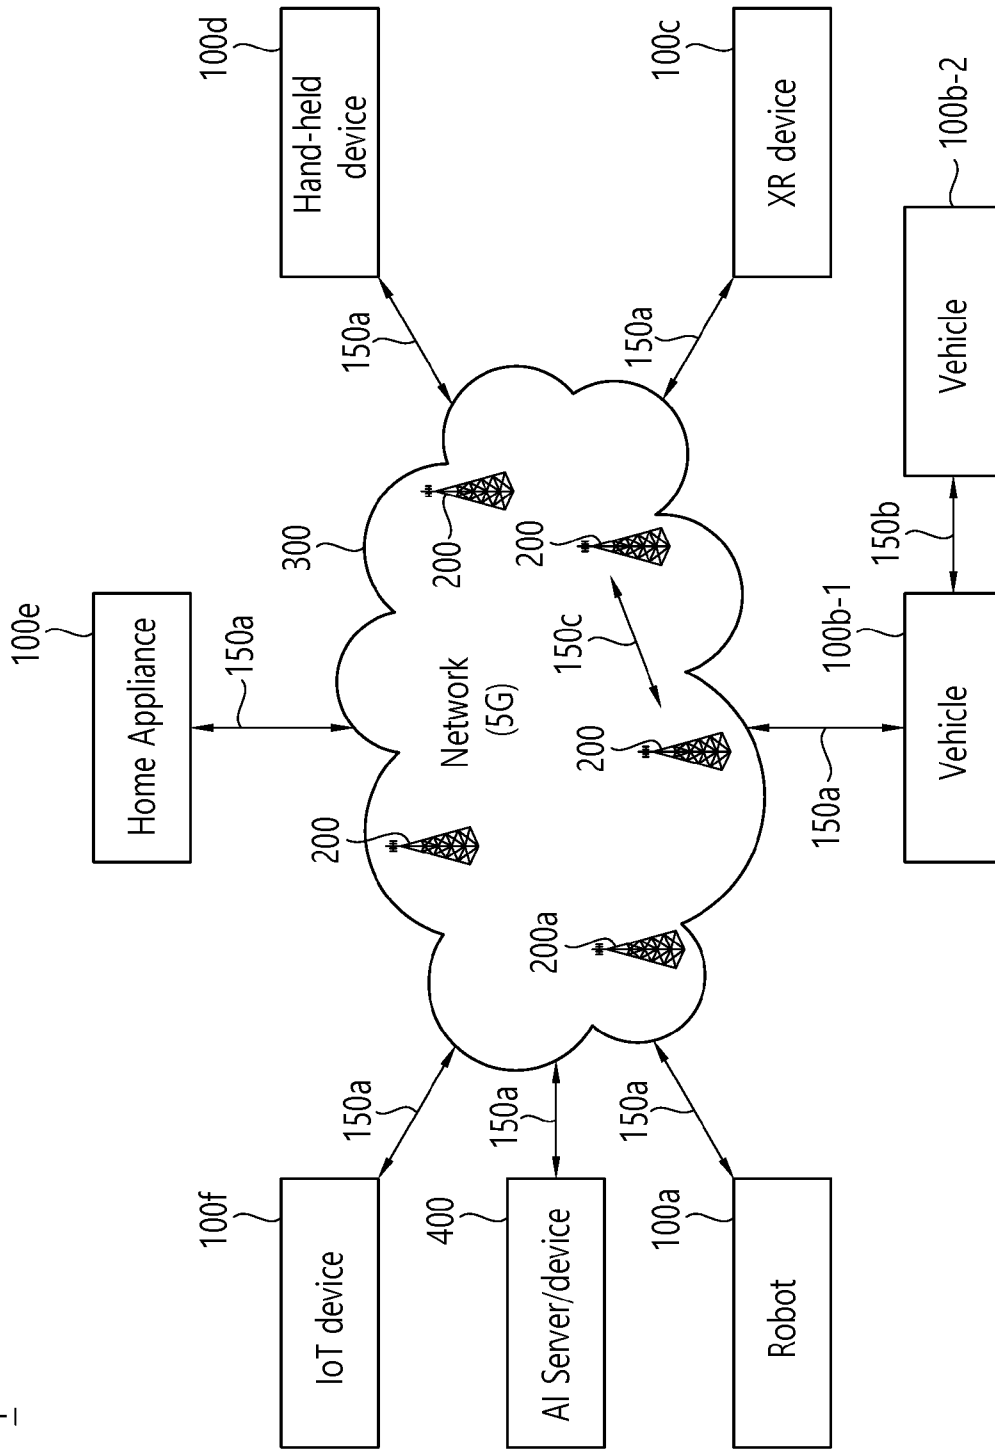 100e
Home Appliance
100f
100d
150a
300
Hand-held
device
IoT device
200
150a
150a
400
Network
(5G)
200
150a
AI Server/device
200a
200
150c
200
150a
150a
100a
100c
Robot
XR device
150a
100b-1
150b
100b-2
Vehicle
Vehicle